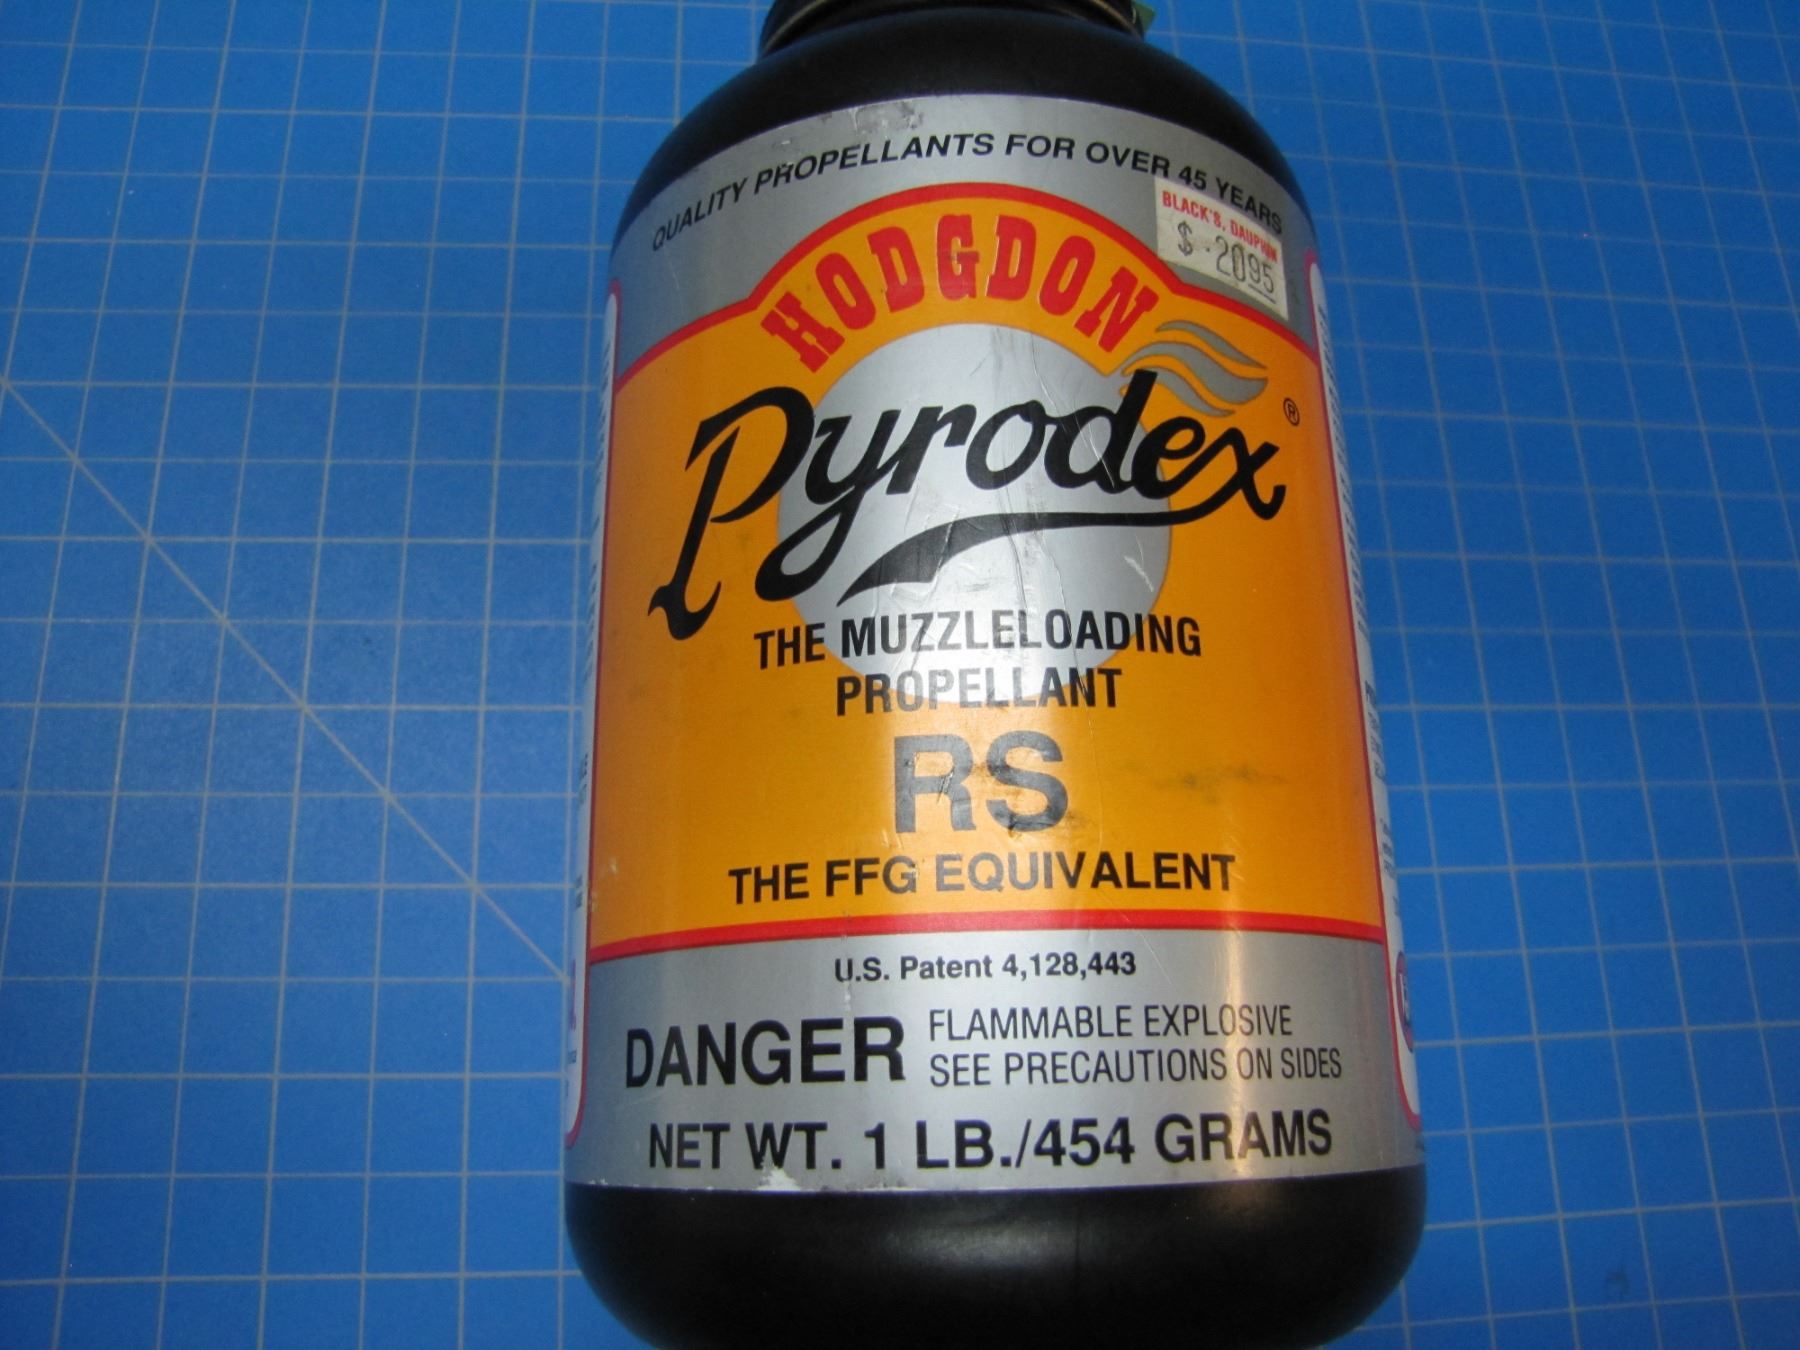 QUALITY PROPELLANTS FOR OVER 45 YEARS
BLACK'S, DAUPHIN
$ 2095
HODGDON
Pyrodex®
THE MUZZLELOADING
PROPELLANT
RS
THE FFG EQUIVALENT
U.S. Patent 4,128,443
DANGER FLAMMABLE EXPLOSIVE
SEE PRECAUTIONS ON SIDES
NET WT. 1 LB./454 GRAMS